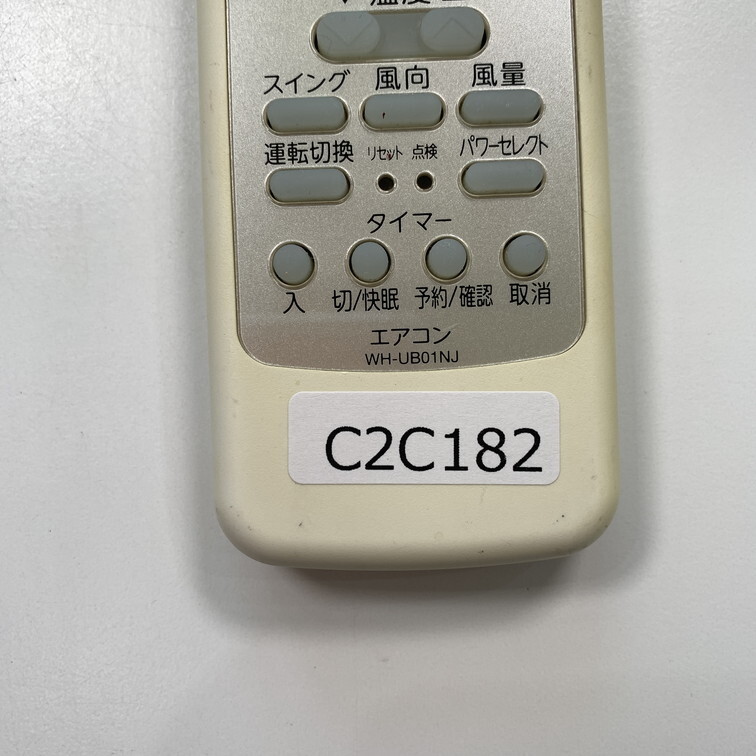 温度
スイング 風向 風量
運転切換 リセット 点検 パワーセレクト
タイマー
入 切/快眠 予約/確認 取消
エアコン
WH-UB01NJ
C2C182